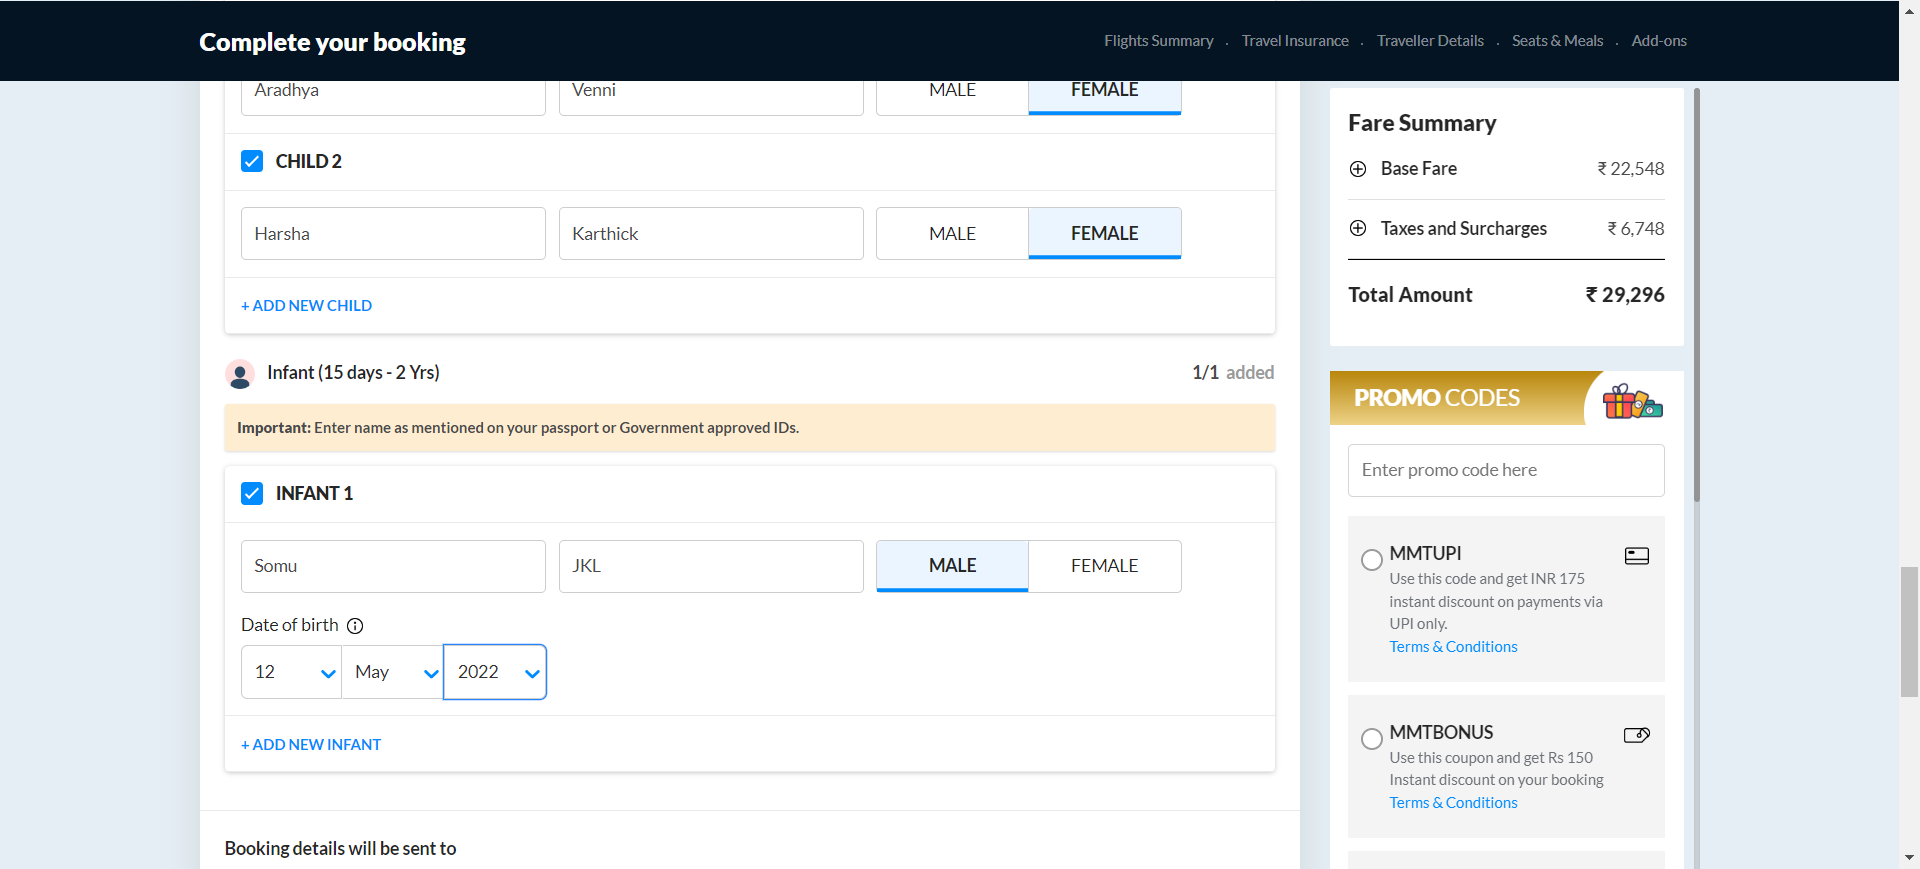 Complete your booking
Flights Summary . Travel Insurance . Traveller Details . Seats & Meals . Add-ons
Aradhya Venni MALE FEMALE
CHILD 2
Harsha Karthick MALE FEMALE
+ ADD NEW CHILD
Infant (15 days - 2 Yrs) 1/1 added
Important: Enter name as mentioned on your passport or Government approved IDs.
INFANT 1
Somu JKL MALE FEMALE
Date of birth
12 May 2022
+ ADD NEW INFANT
Booking details will be sent to
Fare Summary
Base Fare ₹ 22,548
Taxes and Surcharges ₹ 6,748
Total Amount ₹ 29,296
PROMO CODES
Enter promo code here
MMTUPI
Use this code and get INR 175
instant discount on payments via
UPI only.
Terms & Conditions
MMTBONUS
Use this coupon and get Rs 150
Instant discount on your booking
Terms & Conditions